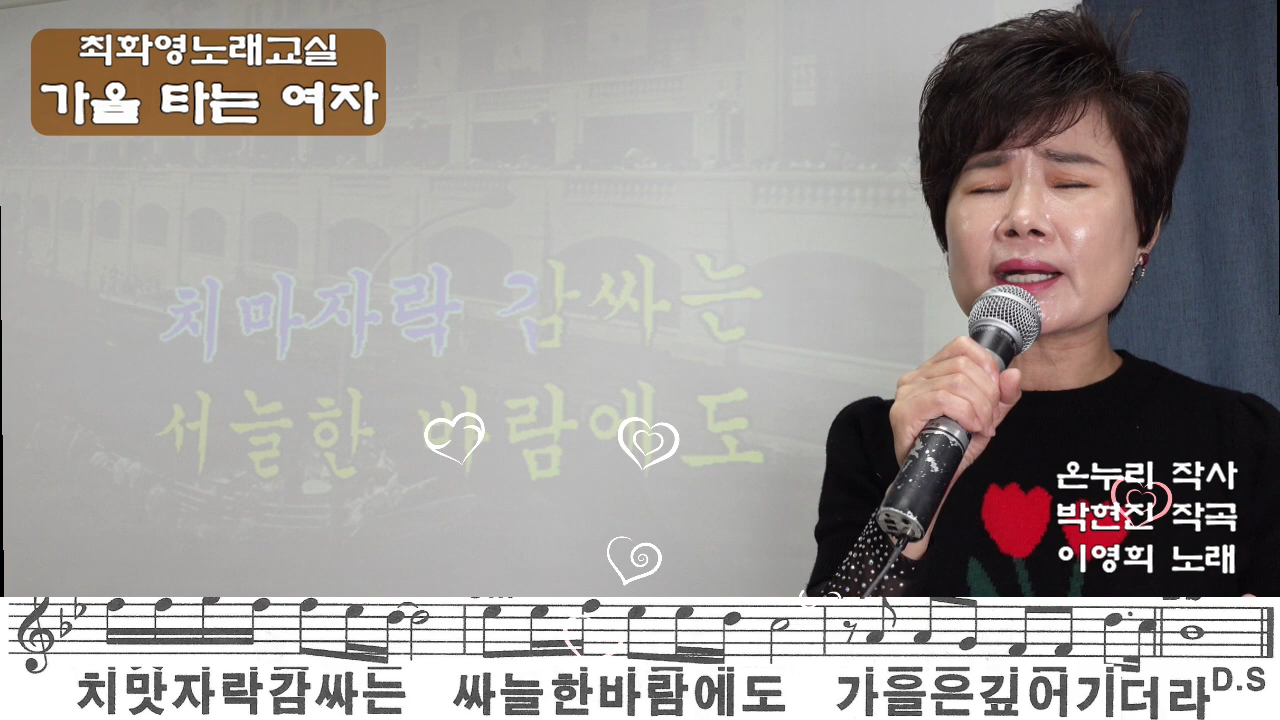 최화영노래교실
가을 타는 여자
치마자락 감싸는
서늘한 바람에도
온누리 작사
박현진 작곡
이영희 노래
치맛자락감싸는 싸늘한바람에도 가을은깊어기더라 D.S